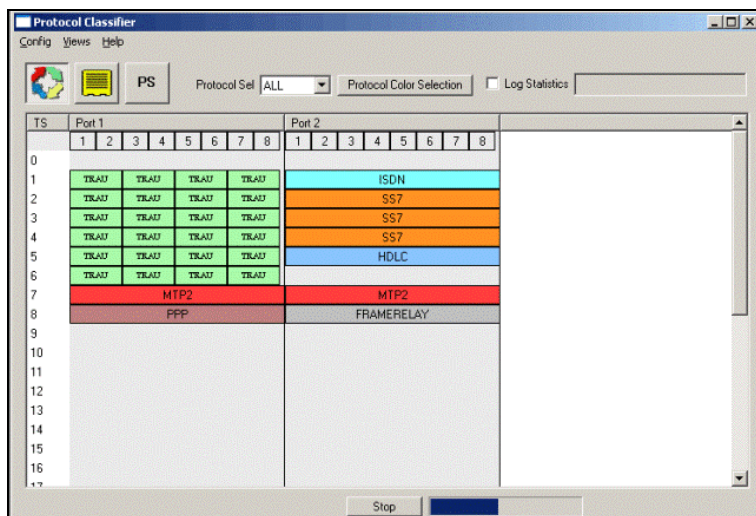 Protocol Classifier
Config Views Help
PS Protocol Sel ALL Protocol Color Selection Log Statistics
TS Port 1 Port 2
1 2 3 4 5 6 7 8 1 2 3 4 5 6 7 8
0
1 TRAU TRAU TRAU TRAU ISDN
2 TRAU TRAU TRAU TRAU SS7
3 TRAU TRAU TRAU TRAU SS7
4 TRAU TRAU TRAU TRAU SS7
5 TRAU TRAU TRAU TRAU HDLC
6 TRAU TRAU TRAU TRAU
7 MTP2 MTP2
8 PPP FRAMERELAY
9
10
11
12
13
14
15
16
17
Stop